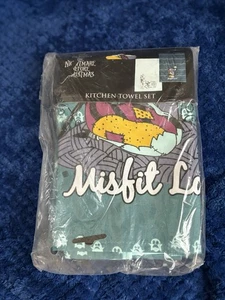 NIGHTMARE
BEFORE
CHRISTMAS
KITCHEN TOWEL SET
Misfit Lo